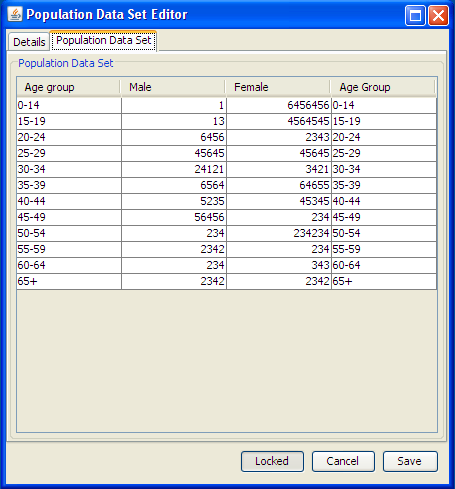 Population Data Set Editor
Details Population Data Set
Population Data Set
Age group Male Female Age Group
0-14 1 6456456 0-14
15-19 13 4564545 15-19
20-24 6456 2343 20-24
25-29 45645 45645 25-29
30-34 24121 3421 30-34
35-39 6564 64655 35-39
40-44 5235 45345 40-44
45-49 56456 234 45-49
50-54 234 234234 50-54
55-59 2342 234 55-59
60-64 234 343 60-64
65+ 2342 2342 65+
Locked Cancel Save